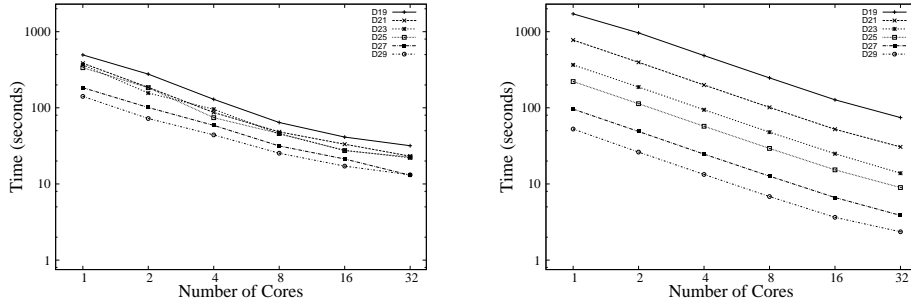 D19
D21
D23
D25
D27
D29
1000
100
10
1
Time (seconds)
1 2 4 8 16 32
Number of Cores
D19
D21
D23
D25
D27
D29
1000
100
10
1
Time (seconds)
1 2 4 8 16 32
Number of Cores